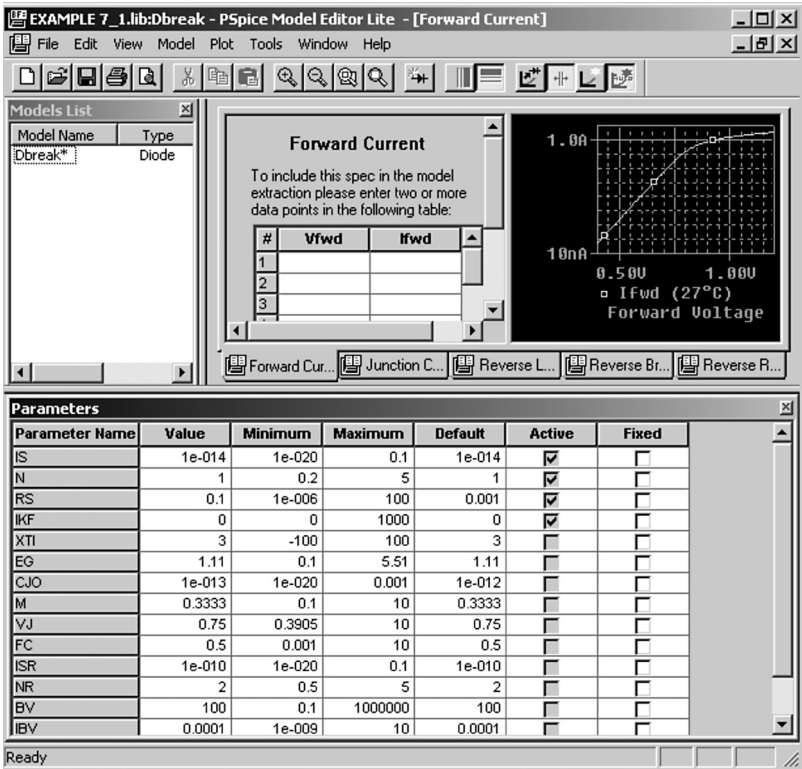 EXAMPLE 7_1.lib:Dbreak - PSpice Model Editor Lite - [Forward Current]
File Edit View Model Plot Tools Window Help
Models List
Model Name Type
Dbreak* Diode
Forward Current
To include this spec in the model
extraction please enter two or more
data points in the following table:
# Vfwd Ifwd
1
2
3
1.0A
10nA
0.50V 1.00V
Ifwd (27°C)
Forward Voltage
Forward Cur... Junction C... Reverse L... Reverse Br... Reverse R...
Parameters
Parameter Name Value Minimum Maximum Default Active Fixed
IS 1e-014 1e-020 0.1 1e-014
N 1 0.2 5 1
RS 0.1 1e-006 100 0.001
IKF 0 0 1000 0
XTI 3 -100 100 3
EG 1.11 0.1 5.51 1.11
CJO 1e-013 1e-020 0.001 1e-012
M 0.3333 0.1 10 0.3333
VJ 0.75 0.3905 10 0.75
FC 0.5 0.001 10 0.5
ISR 1e-010 1e-020 0.1 1e-010
NR 2 0.5 5 2
BV 100 0.1 1000000 100
IBV 0.0001 1e-009 10 0.0001
Ready